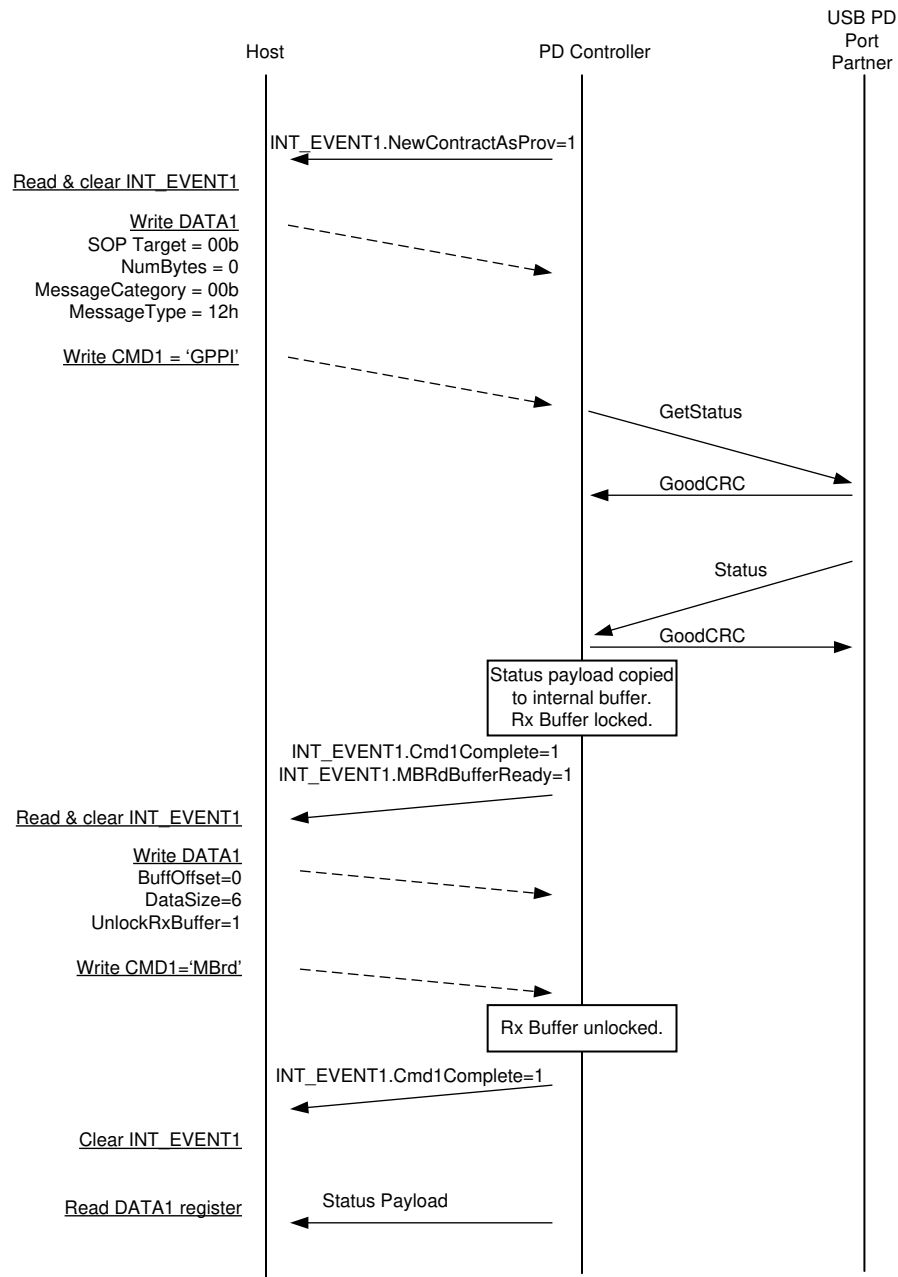 USB PD
Port
Partner
Host
PD Controller
INT_EVENT1.NewContractAsProv=1
Read & clear INT_EVENT1
Write DATA1
SOP Target = 00b
NumBytes = 0
MessageCategory = 00b
MessageType = 12h
Write CMD1 = ‘GPPI’
GetStatus
GoodCRC
Status
GoodCRC
Status payload copied
to internal buffer.
Rx Buffer locked.
INT_EVENT1.Cmd1Complete=1
INT_EVENT1.MBRdBufferReady=1
Read & clear INT_EVENT1
Write DATA1
BuffOffset=0
DataSize=6
UnlockRxBuffer=1
Write CMD1=‘MBrd’
Rx Buffer unlocked.
INT_EVENT1.Cmd1Complete=1
Clear INT_EVENT1
Read DATA1 register
Status Payload